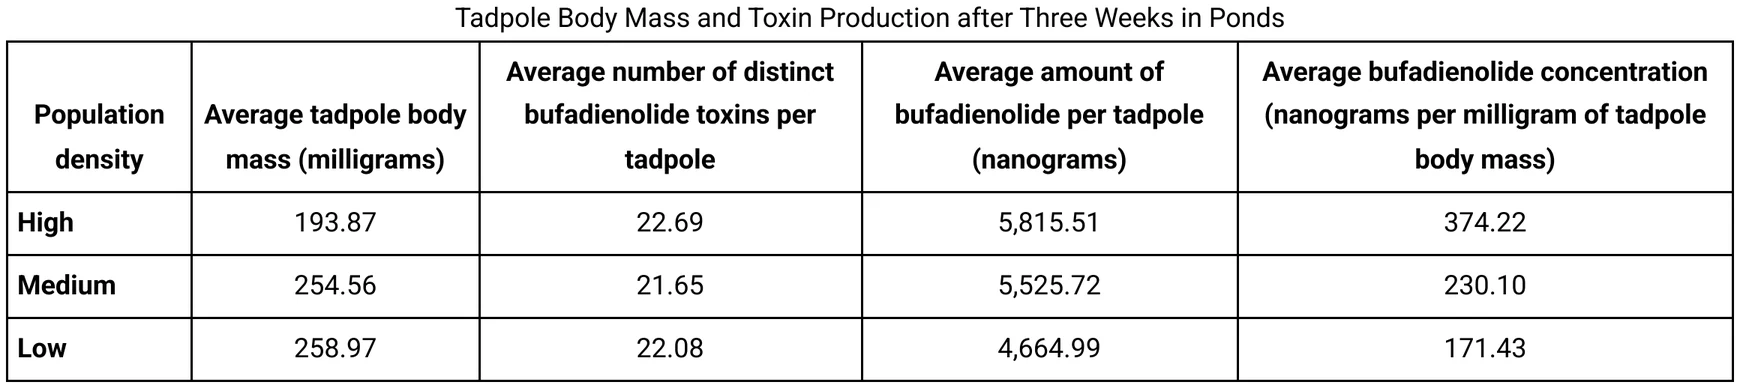 Tadpole Body Mass and Toxin Production after Three Weeks in Ponds
Population density
Average tadpole body mass (milligrams)
Average number of distinct bufadienolide toxins per tadpole
Average amount of bufadienolide per tadpole (nanograms)
Average bufadienolide concentration (nanograms per milligram of tadpole body mass)
High 193.87 22.69 5,815.51 374.22
Medium 254.56 21.65 5,525.72 230.10
Low 258.97 22.08 4,664.99 171.43